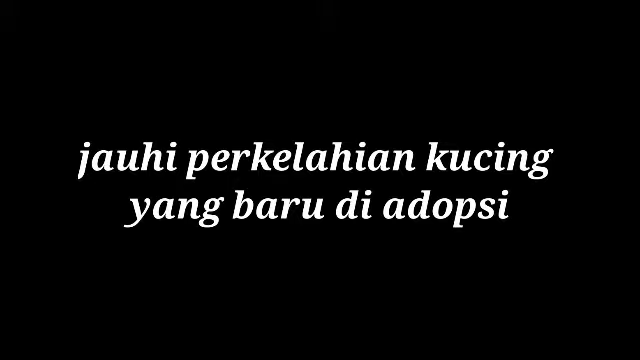 jauhi perkelahian kucing
yang baru di adopsi